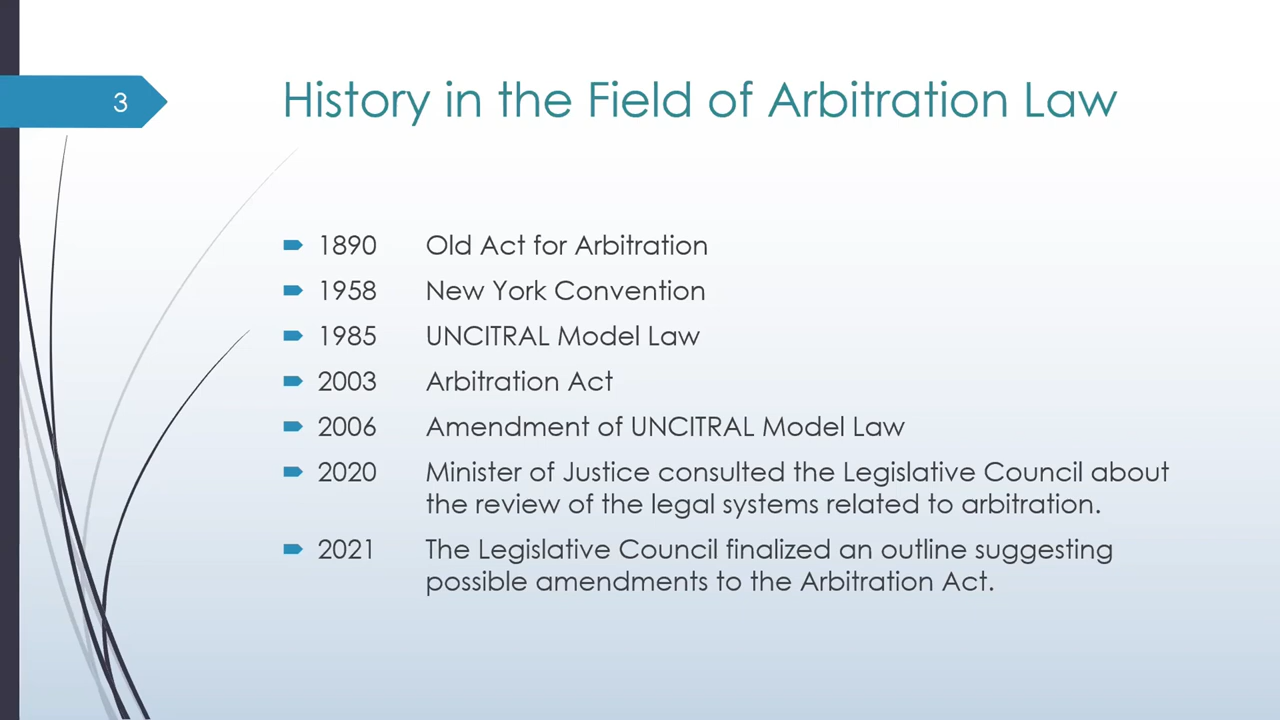 3
History in the Field of Arbitration Law
1890 Old Act for Arbitration
1958 New York Convention
1985 UNCITRAL Model Law
2003 Arbitration Act
2006 Amendment of UNCITRAL Model Law
2020 Minister of Justice consulted the Legislative Council about
the review of the legal systems related to arbitration.
2021 The Legislative Council finalized an outline suggesting
possible amendments to the Arbitration Act.